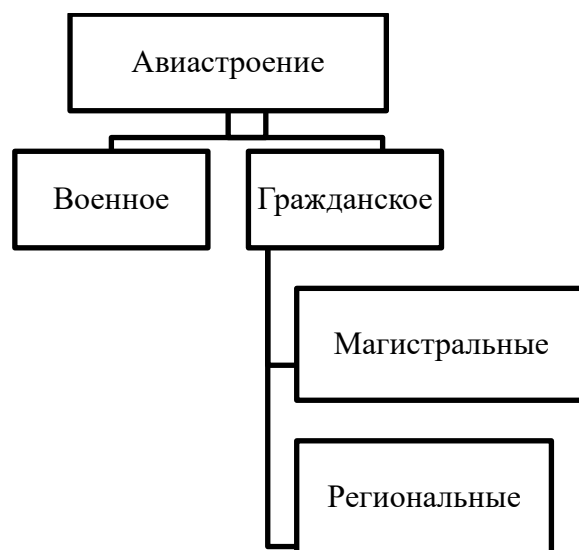 Авиастроение
Военное
Гражданское
Магистральные
Региональные